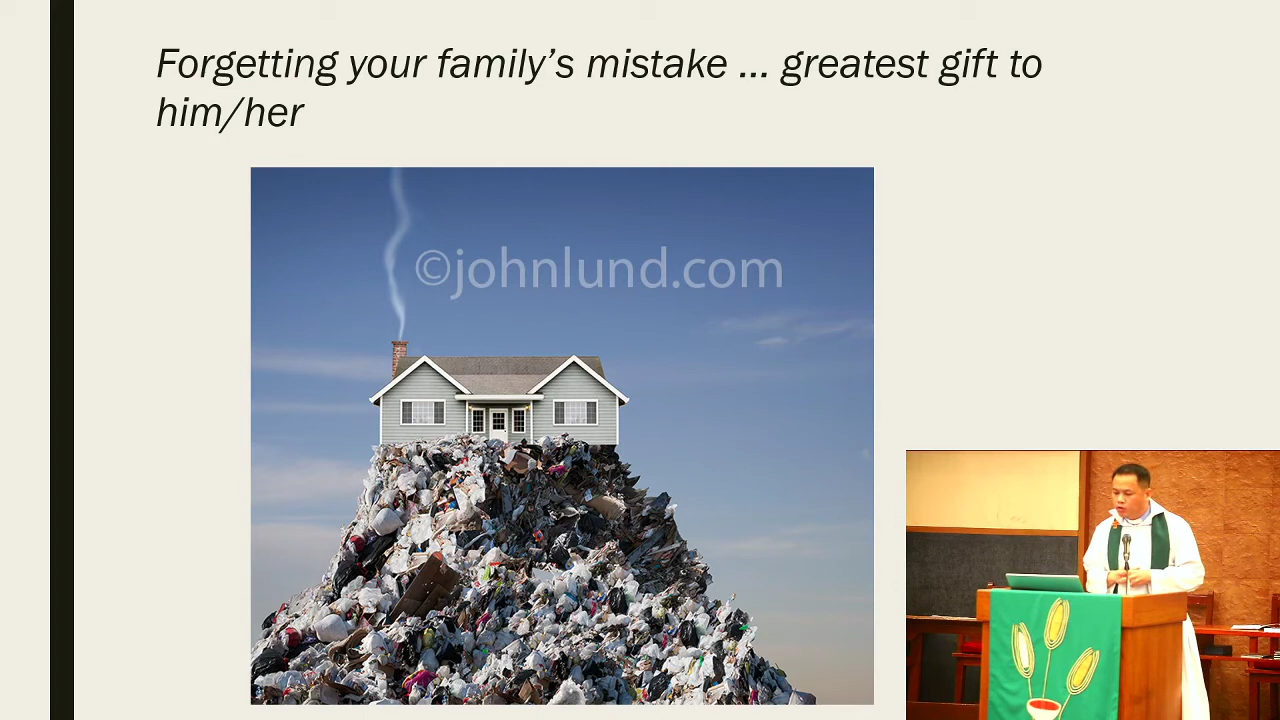 Forgetting your family’s mistake ... greatest gift to
him/her
©johnlund.com